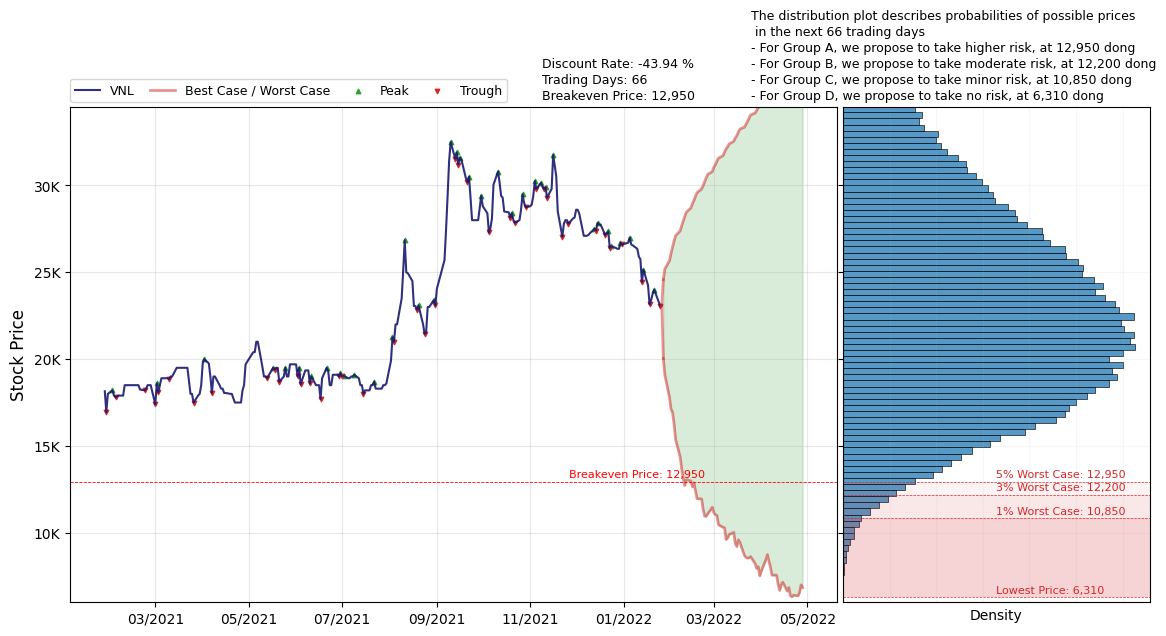 The distribution plot describes probabilities of possible prices
in the next 66 trading days
- For Group A, we propose to take higher risk, at 12,950 dong
- For Group B, we propose to take moderate risk, at 12,200 dong
- For Group C, we propose to take minor risk, at 10,850 dong
- For Group D, we propose to take no risk, at 6,310 dong
Discount Rate: -43.94 %
Trading Days: 66
Breakeven Price: 12,950
VNL
Best Case / Worst Case
Peak
Trough
Stock Price
30K
25K
20K
15K
10K
Breakeven Price: 12,950
5% Worst Case: 12,950
3% Worst Case: 12,200
1% Worst Case: 10,850
Lowest Price: 6,310
03/2021
05/2021
07/2021
09/2021
11/2021
01/2022
03/2022
05/2022
Density